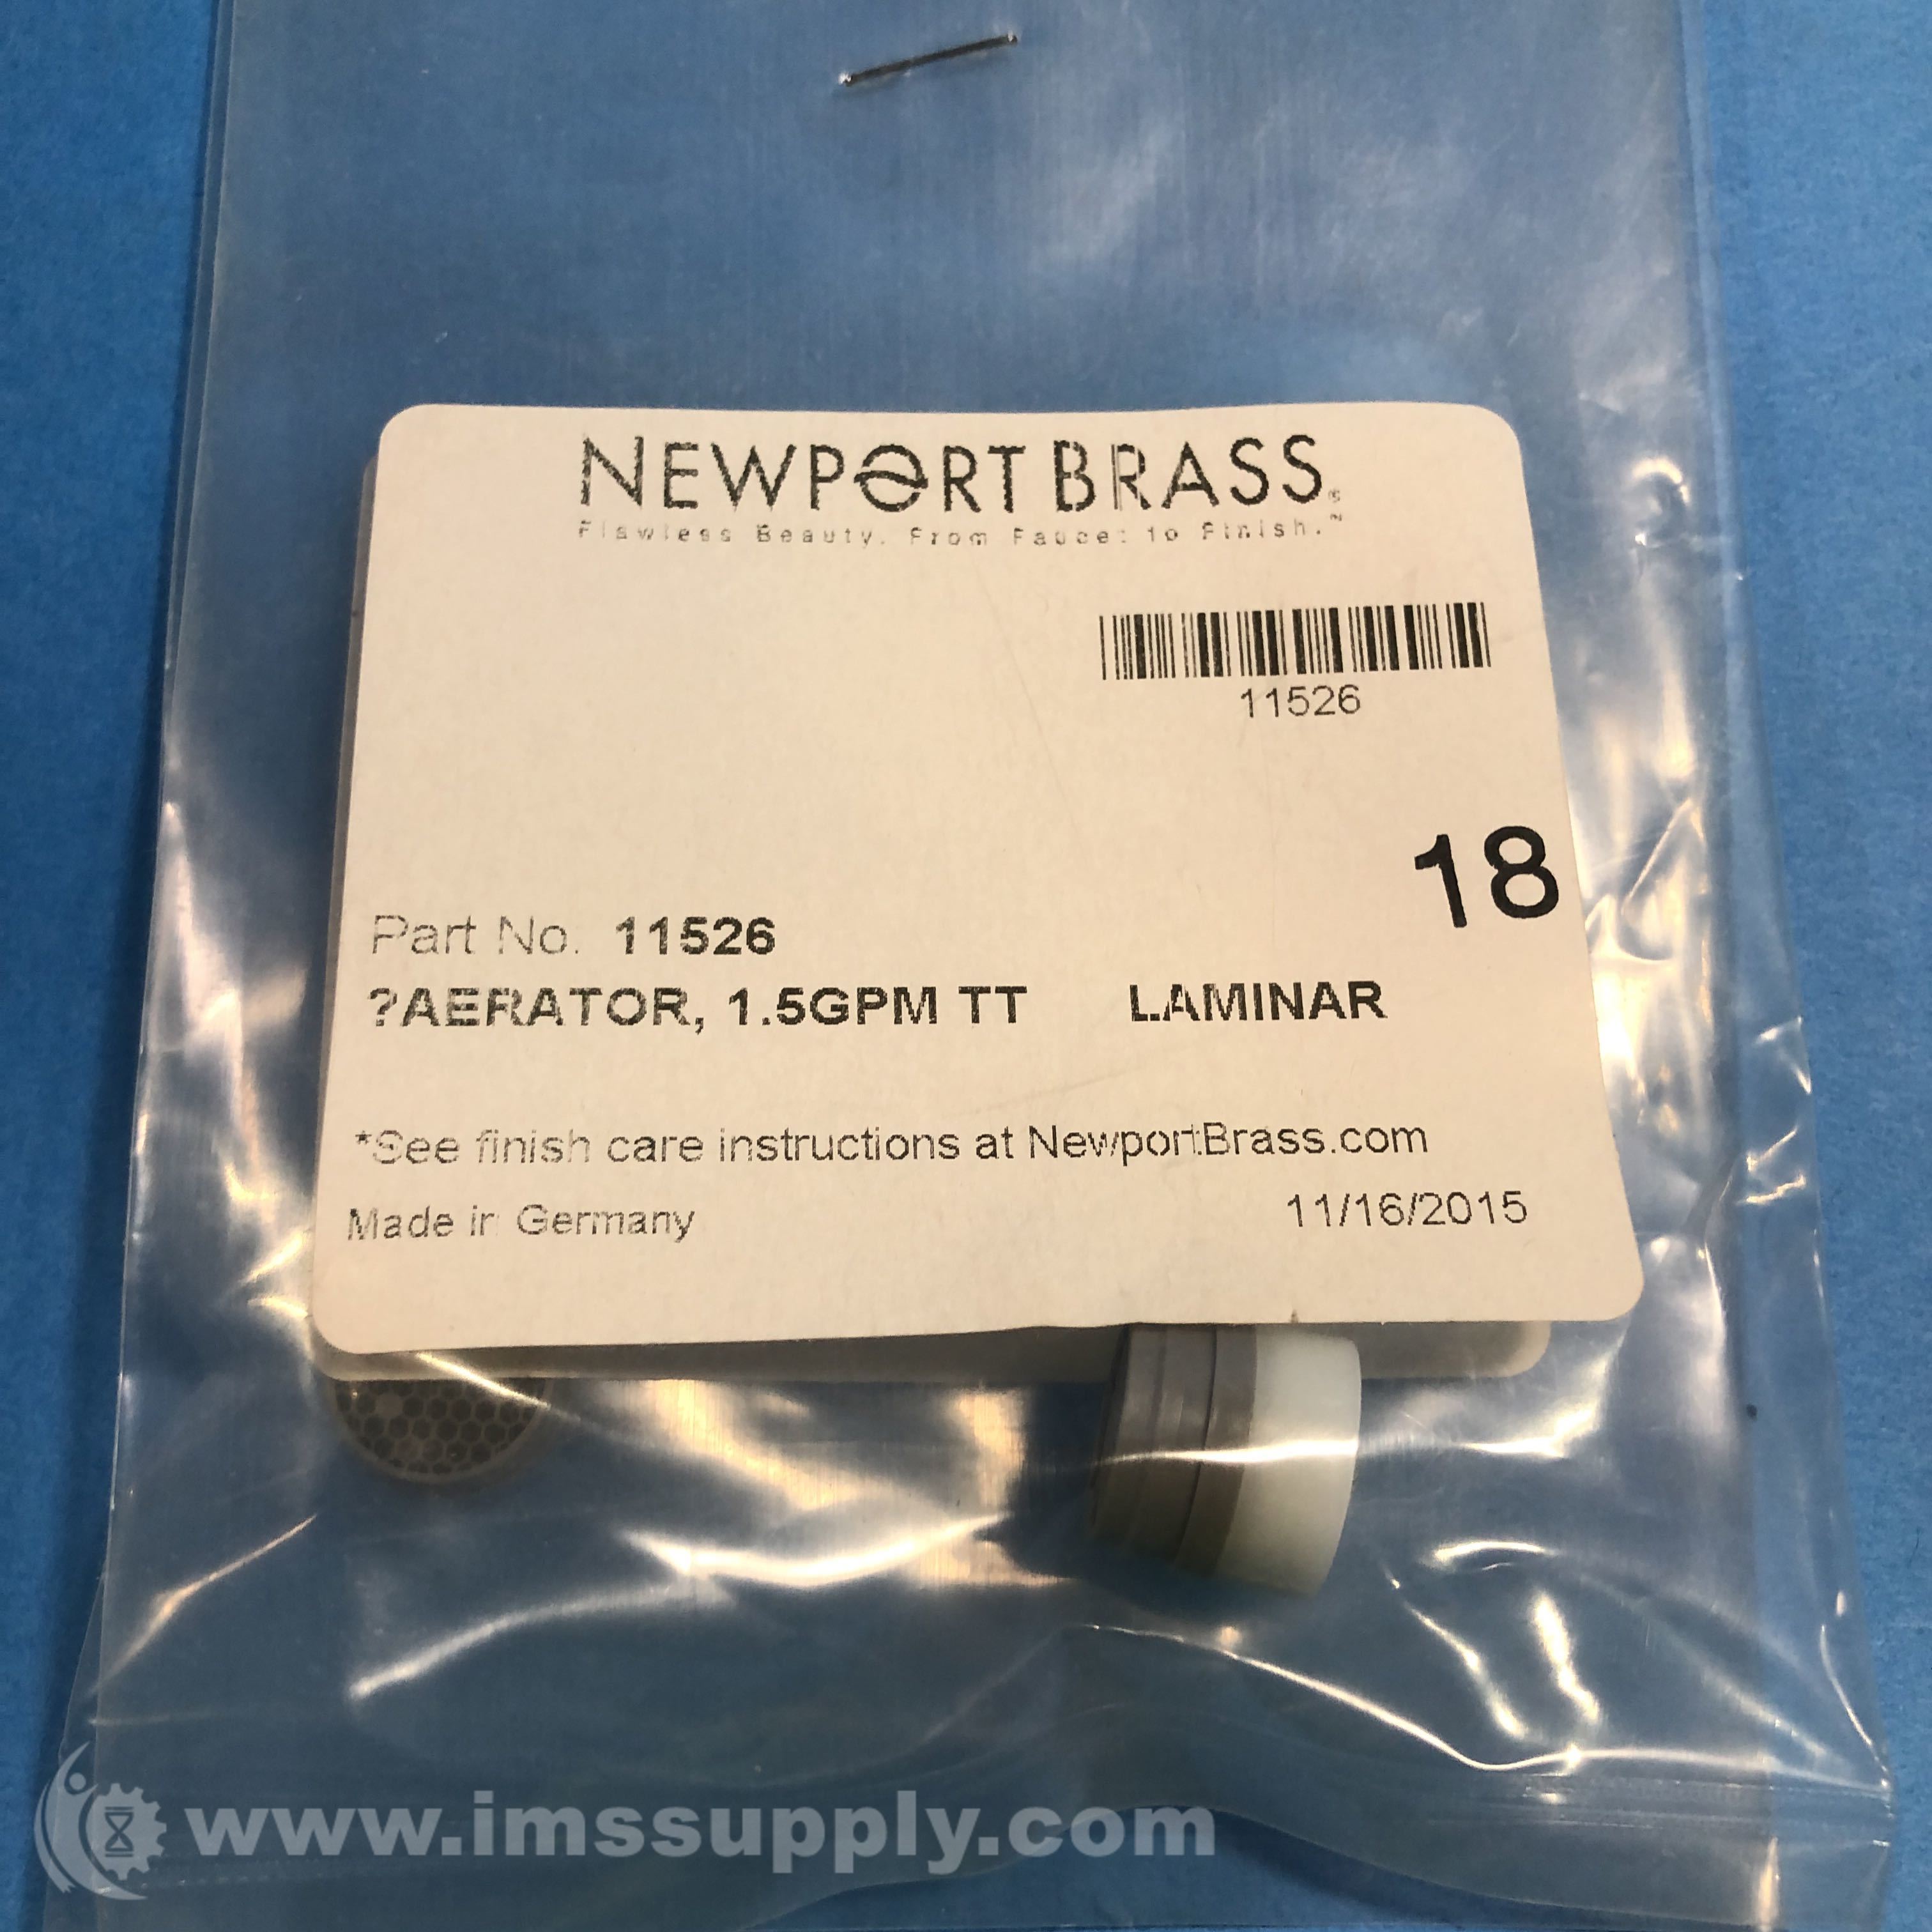 NEWPORT BRASS®
Flawless Beauty. From Faucet to Finish.™
11526
18
Part No. 11526
?AERATOR, 1.5GPM TT LAMINAR
*See finish care instructions at NewportBrass.com
Made in Germany 11/16/2015
www.imssupply.com